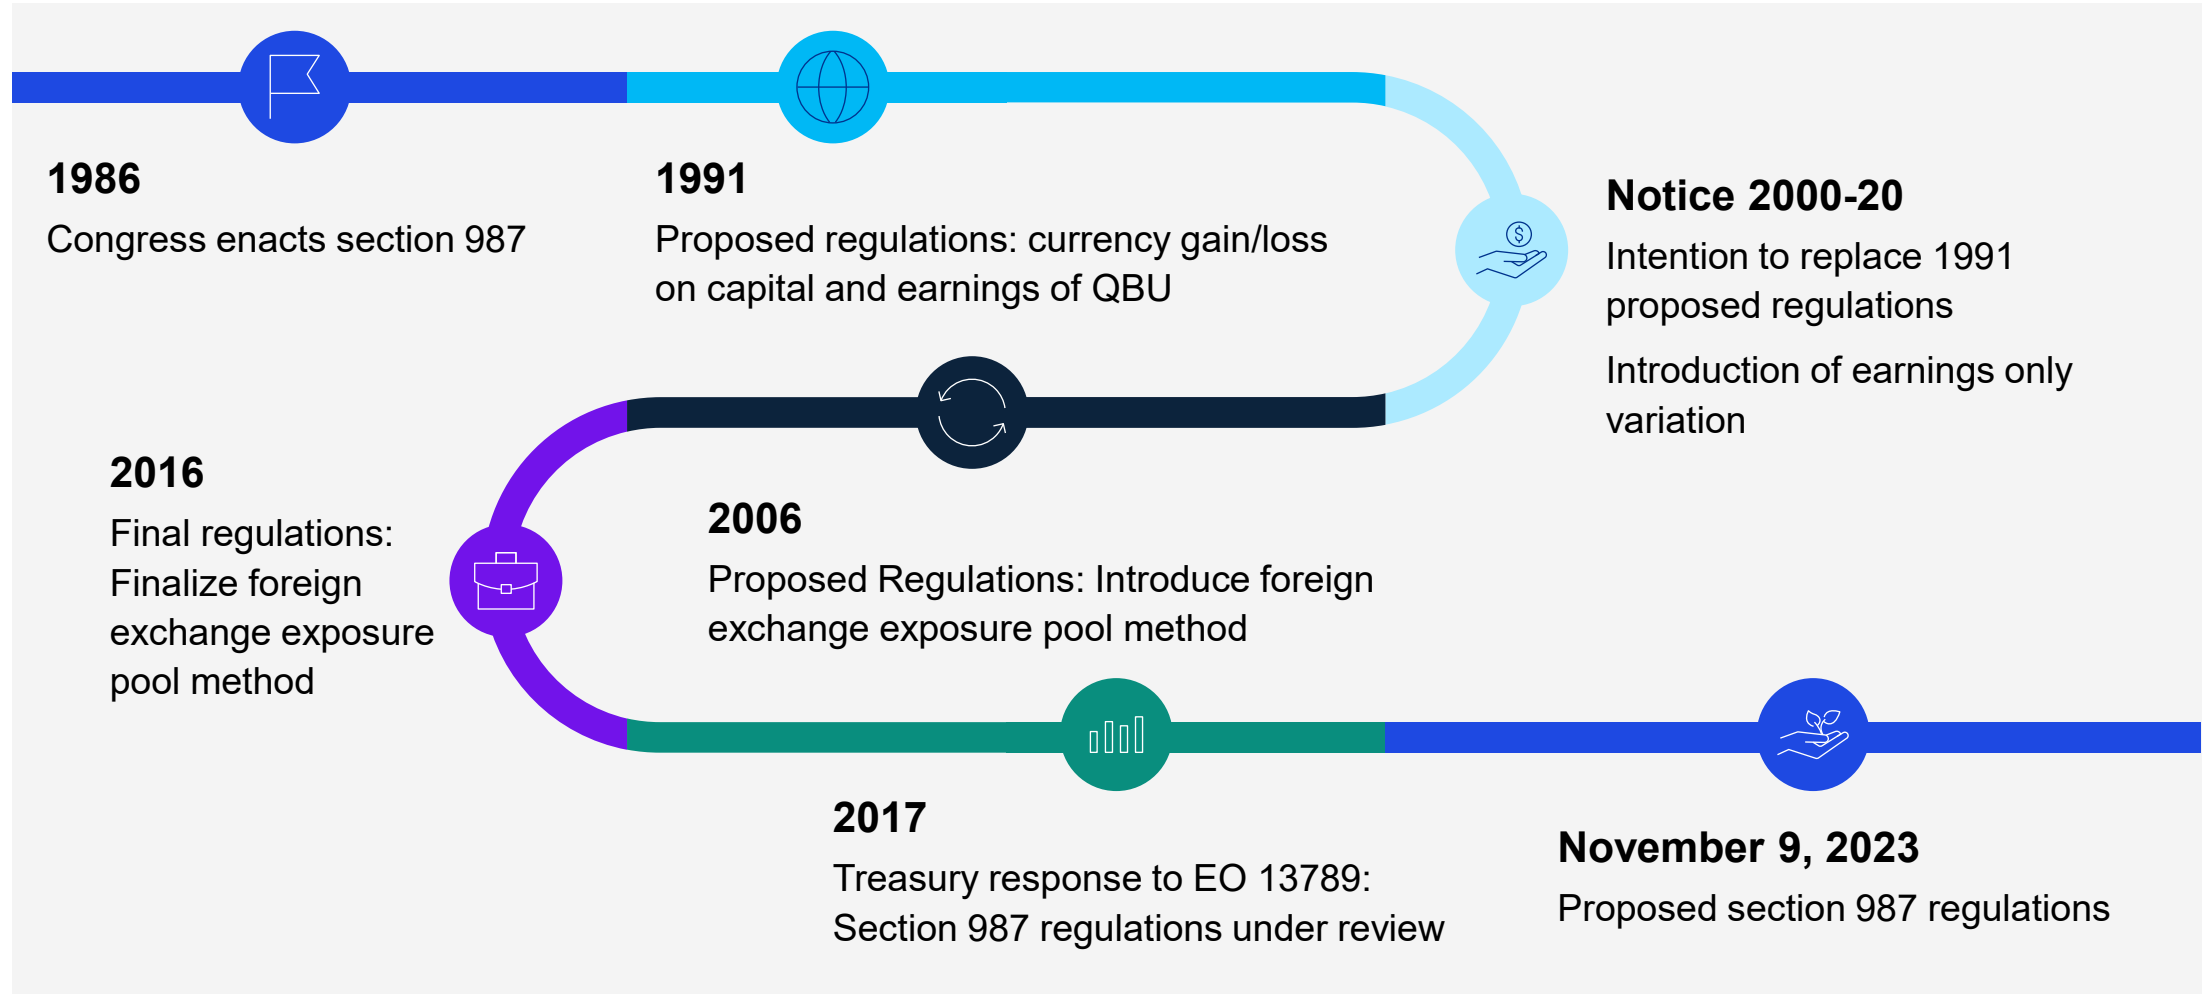 1986
Congress enacts section 987
1991
Proposed regulations: currency gain/loss
on capital and earnings of QBU
Notice 2000-20
Intention to replace 1991
proposed regulations
Introduction of earnings only
variation
2006
Proposed Regulations: Introduce foreign
exchange exposure pool method
2016
Final regulations:
Finalize foreign
exchange exposure
pool method
2017
Treasury response to EO 13789:
Section 987 regulations under review
November 9, 2023
Proposed section 987 regulations